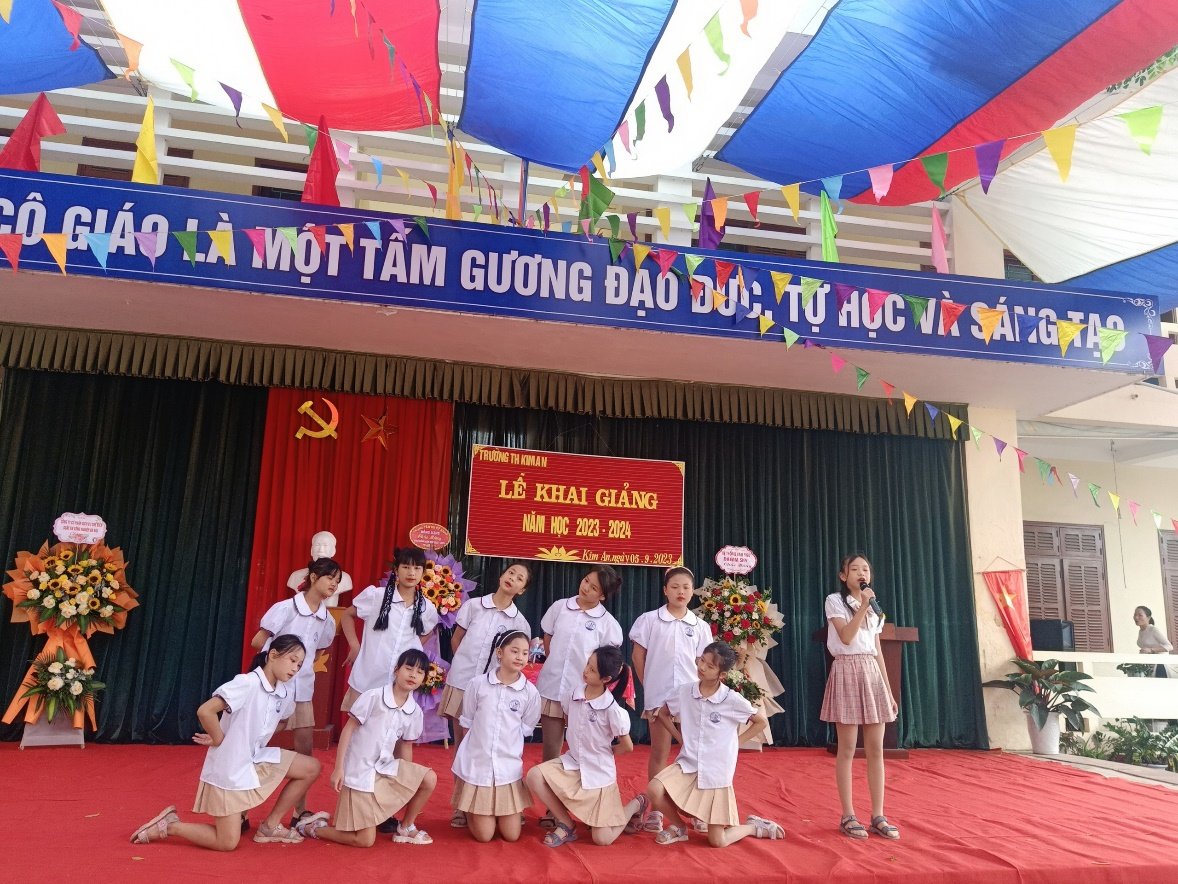 CÔ GIÁO LÀ MỘT TẤM GƯƠNG ĐẠO ĐỨC, TỰ HỌC VÀ SÁNG TẠO
TRƯỜNG TH KIM AN
LỄ KHAI GIẢNG
NĂM HỌC 2023 - 2024
Kim An, ngày 05 . 9 . 2023